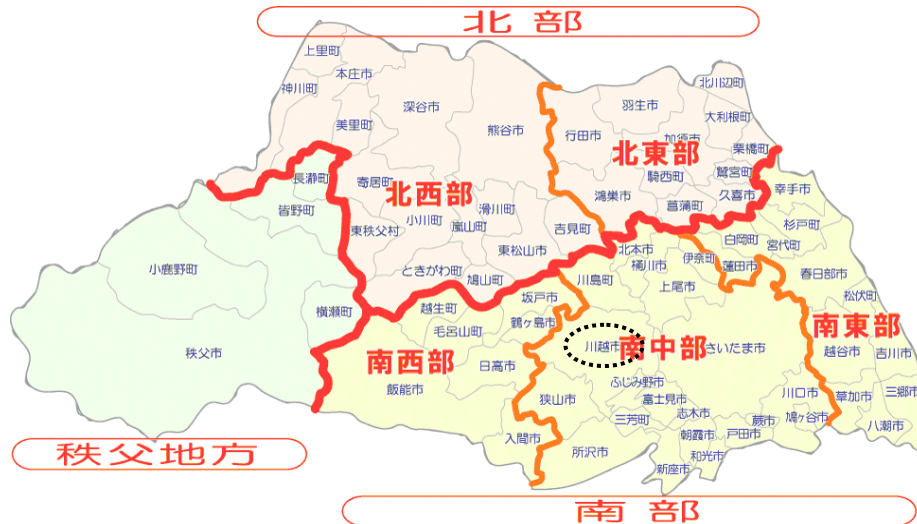 北部
上里町
本庄市
神川町
深谷市
美里町
熊谷市
行田市
羽生市
北川辺町
大利根町
加須市
栗橋町
北東部
騎西町
鷲宮町
久喜市
幸手市
鴻巣市
菖蒲町
長瀞町
皆野町
寄居町
北西部
東秩父村
小川町
嵐山町
滑川町
吉見町
東松山市
ときがわ町
鳩山町
小鹿野町
横瀬町
秩父市
越生町
毛呂山町
坂戸市
鶴ヶ島市
川島町
北本市
桶川市
伊奈町
上尾市
白岡町
蓮田市
宮代町
杉戸町
春日部市
松伏町
南東部
越谷市
吉川市
南西部
日高市
飯能市
川越市
南中部
さいたま市
狭山市
入間市
所沢市
ふじみ野市
富士見市
三芳町
志木市
朝霞市
新座市
和光市
戸田市
蕨市
川口市
鳩ヶ谷市
草加市
三郷市
八潮市
秩父地方
南部